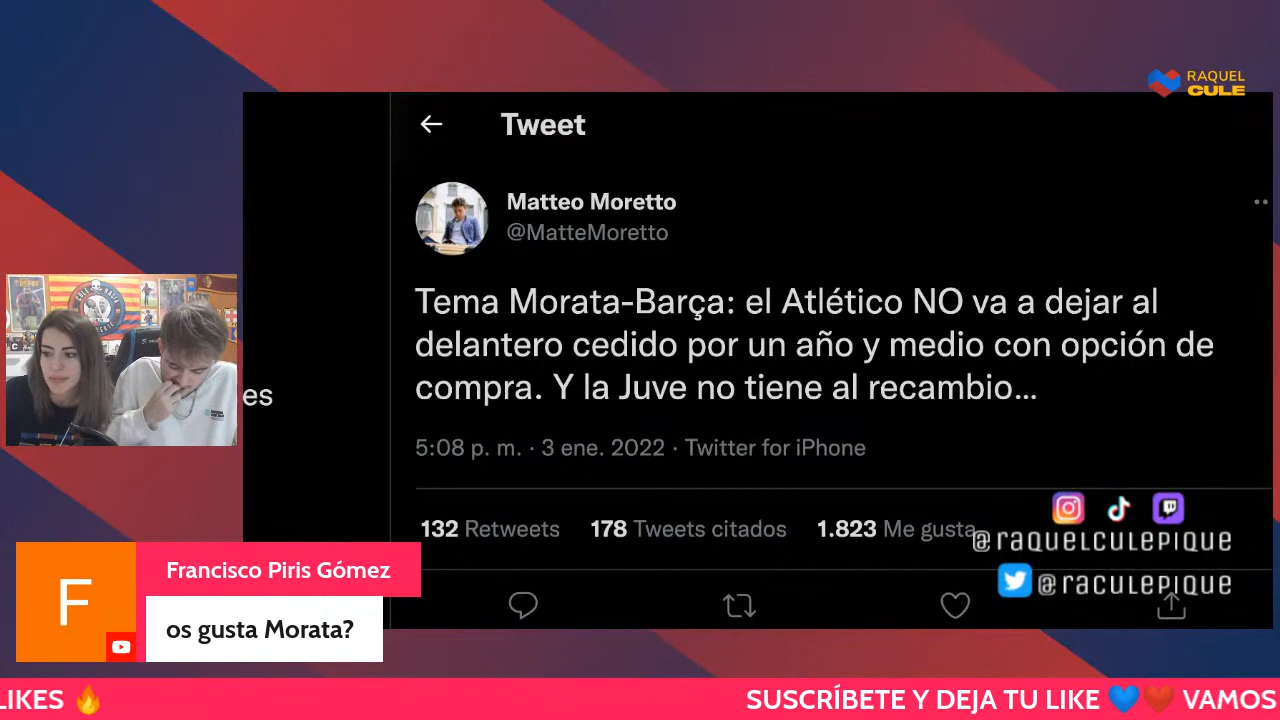 RAQUEL
CULE
Tweet
Matteo Moretto
@MatteMoretto
Tema Morata-Barça: el Atlético NO va a dejar al
delantero cedido por un año y medio con opción de
compra. Y la Juve no tiene al recambio...
es
5:08 p. m. · 3 ene. 2022 · Twitter for iPhone
132 Retweets 178 Tweets citados 1.823 Me gusta
@raquelculepique
@raculepique
F
Francisco Piris Gómez
os gusta Morata?
LIKES 🔥 SUSCRÍBETE Y DEJA TU LIKE 💙❤️ VAMOS